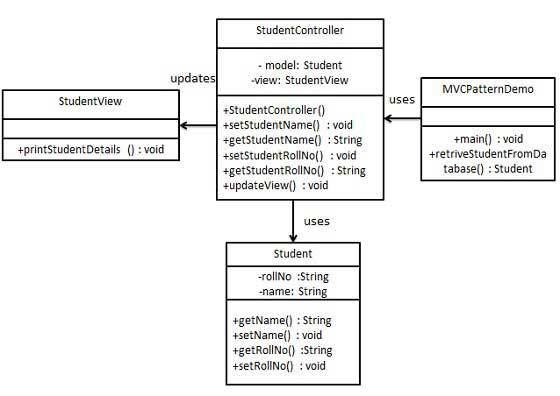 StudentController
- model: Student
-view: StudentView
+StudentController()
+setStudentName() : void
+getStudentName() : String
+setStudentRollNo() : void
+getStudentRollNo() : String
+updateView() : void
updates
StudentView
+printStudentDetails () : void
uses
MVCPatternDemo
+main() : void
+retriveStudentFromDa
tabase() : Student
uses
Student
-rollNo :String
-name: String
+getName() : String
+setName() : void
+getRollNo() :String
+setRollNo() : void